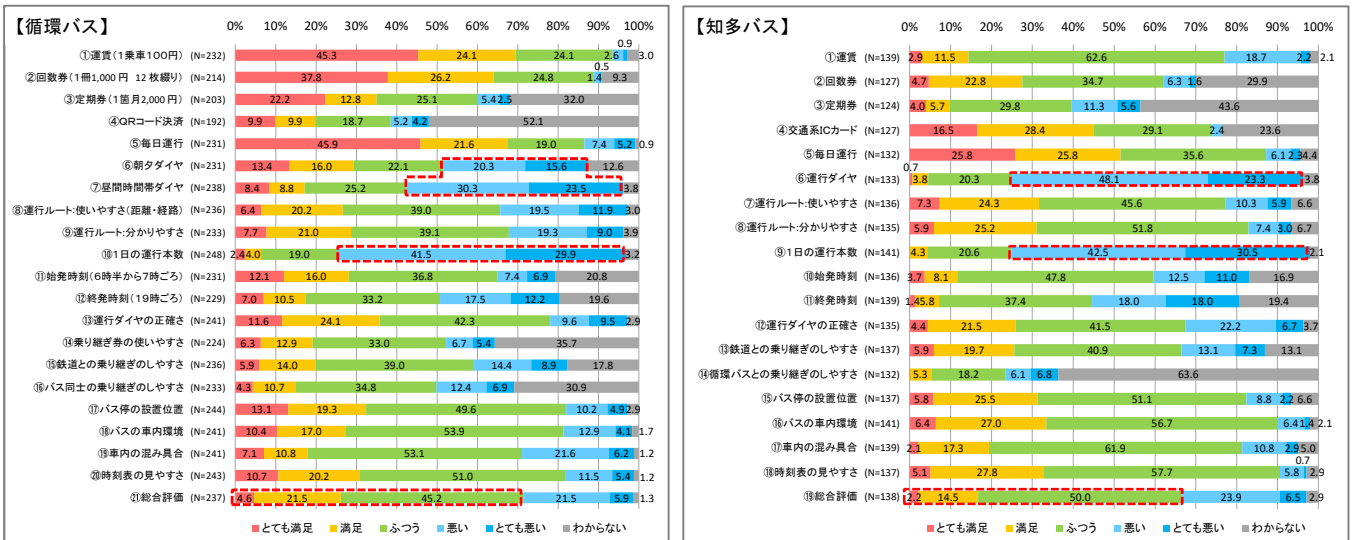 【循環バス】
0% 10% 20% 30% 40% 50% 60% 70% 80% 90% 100%
①運賃(1乗車100円) (N=232) 45.3 24.1 24.1 2.6 0.9 3.0
②回数券(1冊1,000円 12枚綴り) (N=214) 37.8 26.2 24.8 1.4 0.5 9.3
③定期券(1箇月2,000円) (N=203) 22.2 12.8 25.1 5.4 2.5 32.0
④QRコード決済 (N=192) 9.9 9.9 18.7 5.2 4.2 52.1
⑤毎日運行 (N=231) 45.9 21.6 19.0 7.4 5.2 0.9
⑥朝夕ダイヤ (N=231) 13.4 16.0 22.1 20.3 15.6 12.6
⑦昼間時間帯ダイヤ (N=238) 8.4 8.8 25.2 30.3 23.5 3.8
⑧運行ルート:使いやすさ(距離・経路) (N=236) 6.4 20.2 39.0 19.5 11.9 3.0
⑨運行ルート:分かりやすさ (N=233) 7.7 21.0 39.1 19.3 9.0 3.9
⑩1日の運行本数 (N=248) 2.4 4.0 19.0 41.5 29.9 3.2
⑪始発時刻(6時半から7時ごろ) (N=231) 12.1 16.0 36.8 7.4 6.9 20.8
⑫終発時刻(19時ごろ) (N=229) 7.0 10.5 33.2 17.5 12.2 19.6
⑬運行ダイヤの正確さ (N=241) 11.6 24.1 42.3 9.6 9.5 2.9
⑭乗り継ぎ券の使いやすさ (N=224) 6.3 12.9 33.0 6.7 5.4 35.7
⑮鉄道との乗り継ぎのしやすさ (N=236) 5.9 14.0 39.0 14.4 8.9 17.8
⑯バス同士の乗り継ぎのしやすさ (N=233) 4.3 10.7 34.8 12.4 6.9 30.9
⑰バス停の設置位置 (N=244) 13.1 19.3 49.6 10.2 4.9 2.9
⑱バスの車内環境 (N=241) 10.4 17.0 53.9 12.9 4.1 1.7
⑲車内の混み具合 (N=241) 7.1 10.8 53.1 21.6 6.2 1.2
⑳時刻表の見やすさ (N=243) 10.7 20.2 51.0 11.5 5.4 1.2
㉑総合評価 (N=237) 4.6 21.5 45.2 21.5 5.9 1.3
とても満足 満足 ふつう 悪い とても悪い わからない
【知多バス】
0% 10% 20% 30% 40% 50% 60% 70% 80% 90% 100%
①運賃 (N=139) 2.9 11.5 62.6 18.7 2.2 2.1
②回数券 (N=127) 4.7 22.8 34.7 6.3 1.6 29.9
③定期券 (N=124) 4.0 5.7 29.8 11.3 5.6 43.6
④交通系ICカード (N=127) 16.5 28.4 29.1 2.4 23.6
⑤毎日運行 (N=132) 25.8 25.8 35.6 6.1 2.3 4.4
⑥運行ダイヤ (N=133) 0.7 3.8 20.3 48.1 23.3 3.8
⑦運行ルート:使いやすさ (N=136) 7.3 24.3 45.6 10.3 5.9 6.6
⑧運行ルート:分かりやすさ (N=135) 5.9 25.2 51.8 7.4 3.0 6.7
⑨1日の運行本数 (N=141) 4.3 20.6 42.5 30.5 2.1
⑩始発時刻 (N=136) 3.7 8.1 47.8 12.5 11.0 16.9
⑪終発時刻 (N=139) 1.4 5.8 37.4 18.0 18.0 19.4
⑫運行ダイヤの正確さ (N=135) 4.4 21.5 41.5 22.2 6.7 3.7
⑬鉄道との乗り継ぎのしやすさ (N=137) 5.9 19.7 40.9 13.1 7.3 13.1
⑭循環バスとの乗り継ぎのしやすさ (N=132) 5.3 18.2 6.1 6.8 63.6
⑮バス停の設置位置 (N=137) 5.8 25.5 51.1 8.8 2.2 6.6
⑯バスの車内環境 (N=141) 6.4 27.0 56.7 6.4 1.4 2.1
⑰車内の混み具合 (N=139) 2.1 17.3 61.9 10.8 2.9 5.0
⑱時刻表の見やすさ (N=137) 5.1 27.8 57.7 5.8 0.7 2.9
⑲総合評価 (N=138) 2.2 14.5 50.0 23.9 6.5 2.9
とても満足 満足 ふつう 悪い とても悪い わからない